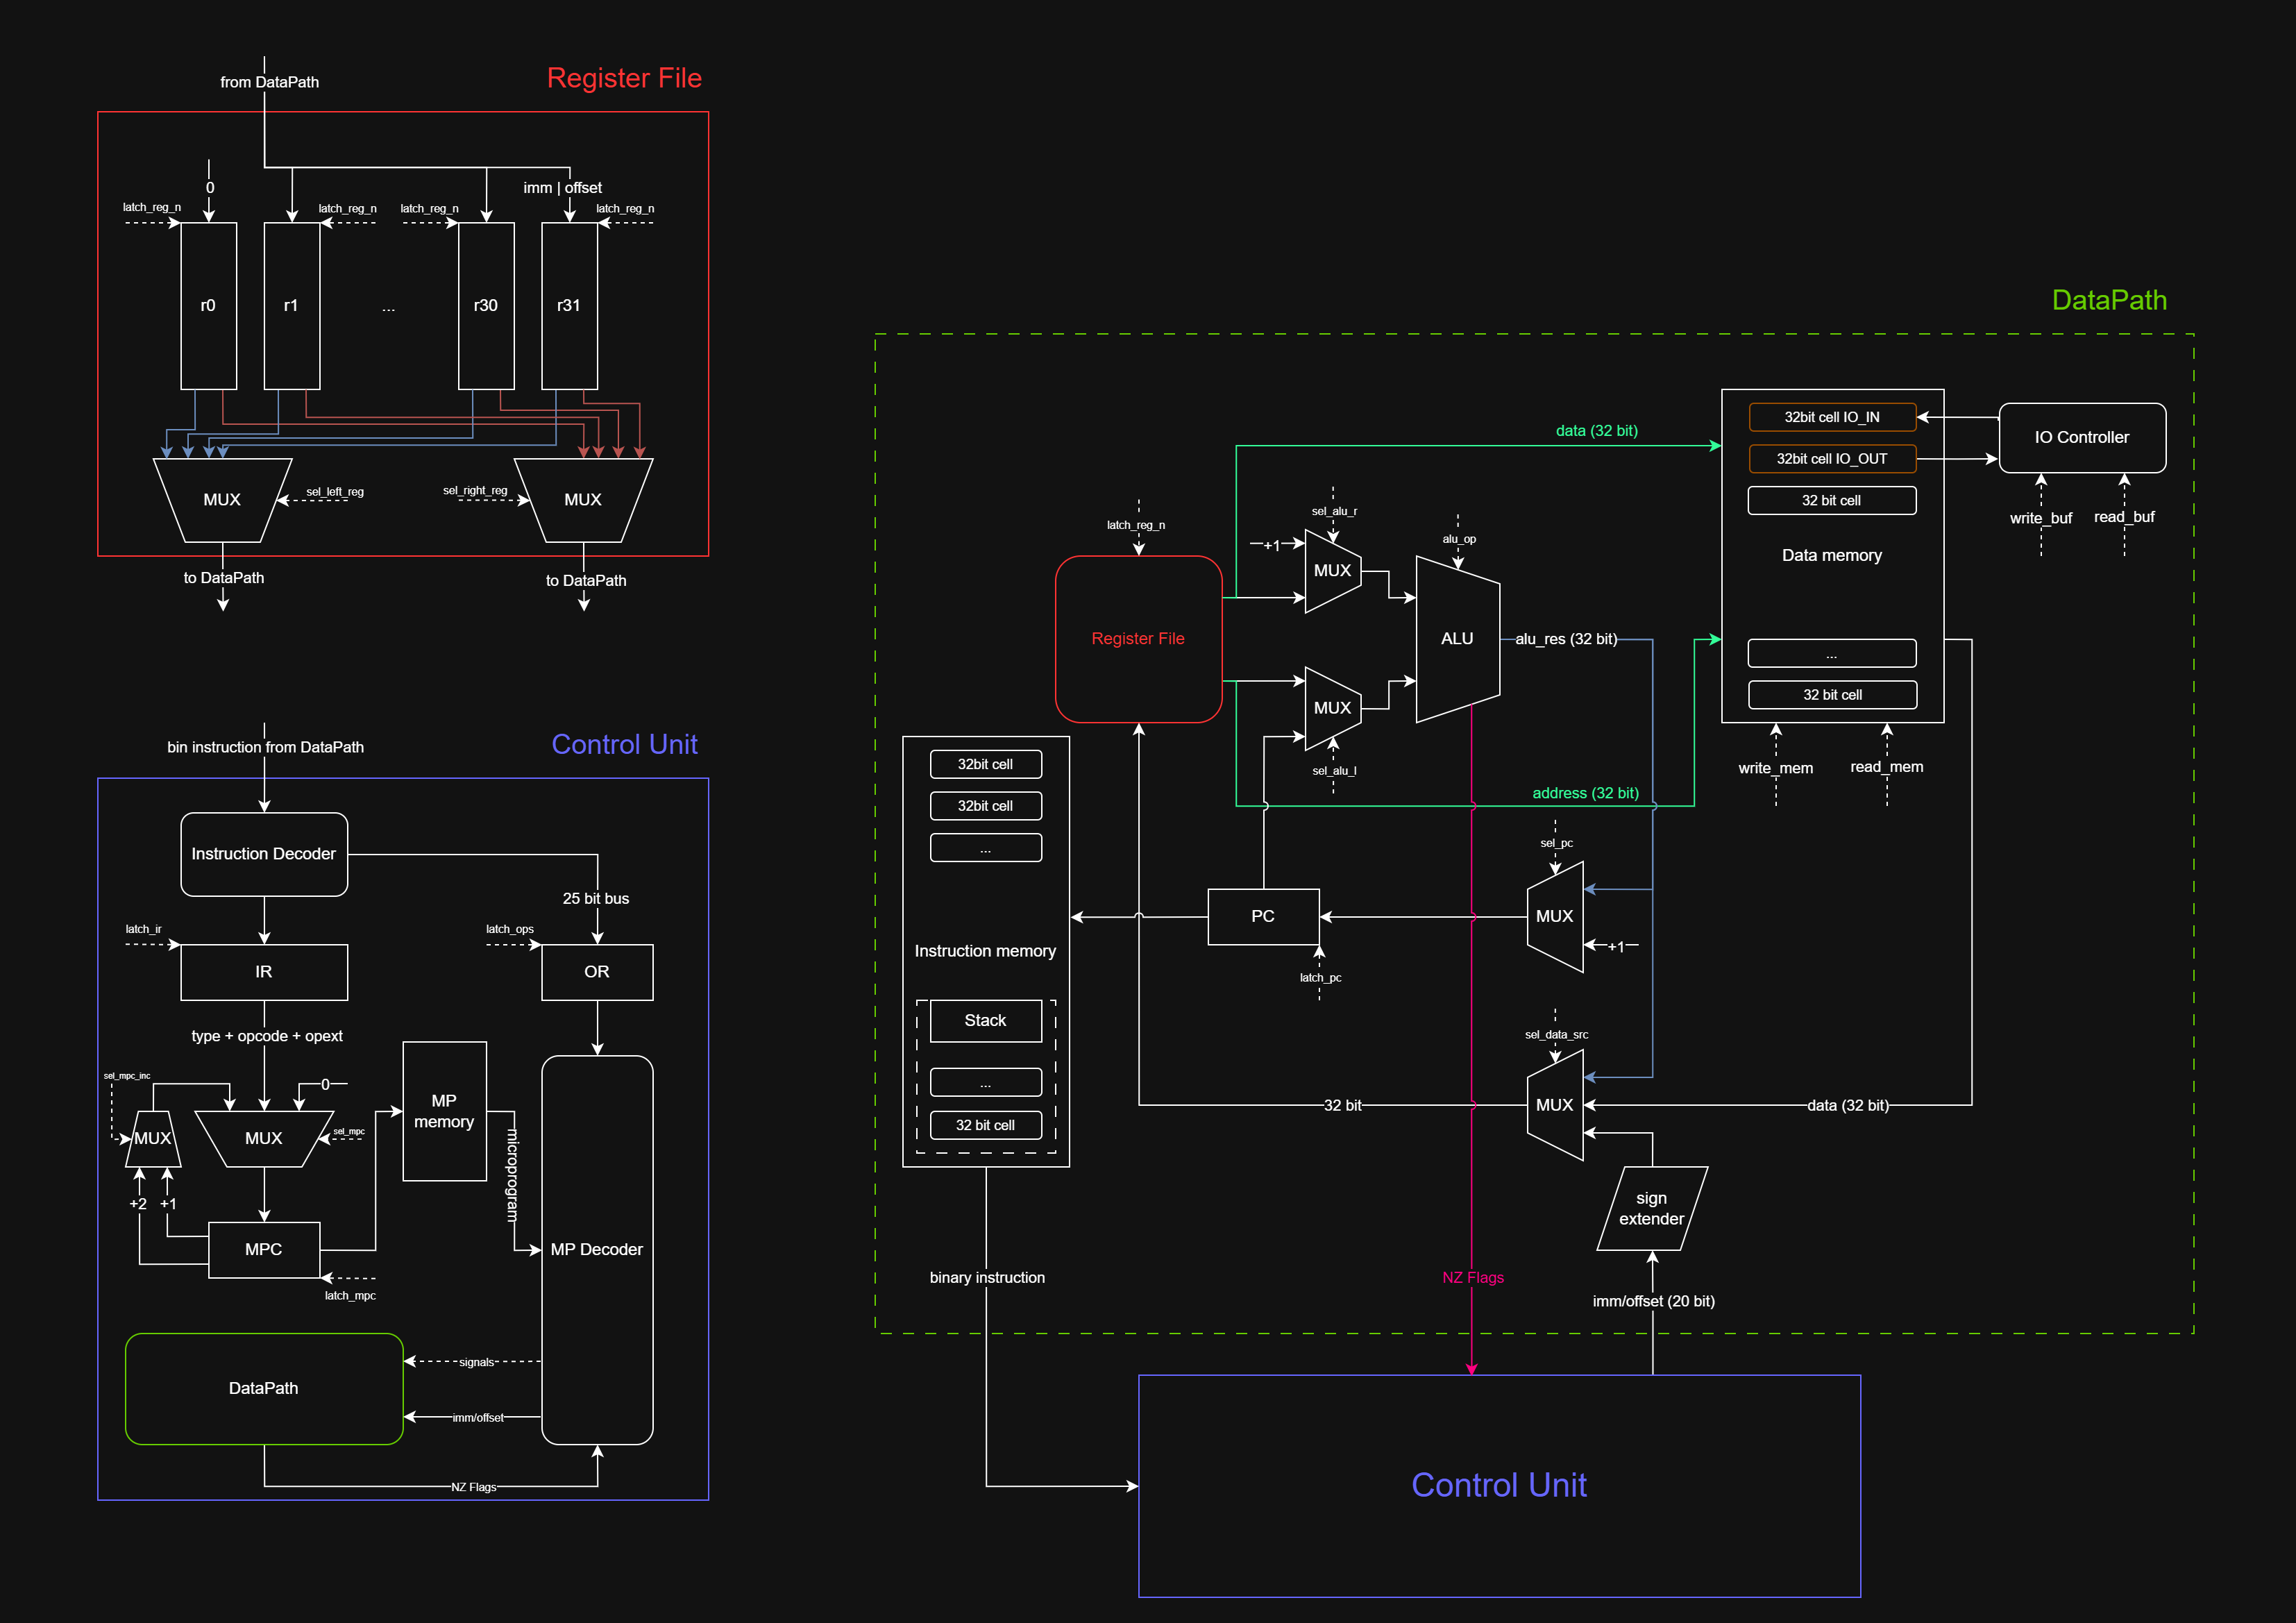 Register File
from DataPath
0
imm | offset
latch_reg_n
latch_reg_n
latch_reg_n
latch_reg_n
r0
r1
...
r30
r31
MUX
sel_left_reg
sel_right_reg
MUX
to DataPath
to DataPath
Control Unit
bin instruction from DataPath
Instruction Decoder
25 bit bus
latch_ir
IR
latch_ops
OR
type + opcode + opext
sel_mpc_inc
0
MUX
MUX
sel_mpc
MP
memory
microprogram
+2
+1
MPC
latch_mpc
MP Decoder
DataPath
signals
imm/offset
NZ Flags
DataPath
data (32 bit)
32bit cell IO_IN
32bit cell IO_OUT
32 bit cell
Data memory
...
32 bit cell
IO Controller
write_buf
read_buf
write_mem
read_mem
latch_reg_n
Register File
sel_alu_r
+1
MUX
alu_op
ALU
alu_res (32 bit)
MUX
sel_alu_l
address (32 bit)
32bit cell
32bit cell
...
Instruction memory
Stack
...
32 bit cell
PC
latch_pc
sel_pc
MUX
+1
sel_data_src
MUX
32 bit
data (32 bit)
sign
extender
binary instruction
NZ Flags
imm/offset (20 bit)
Control Unit